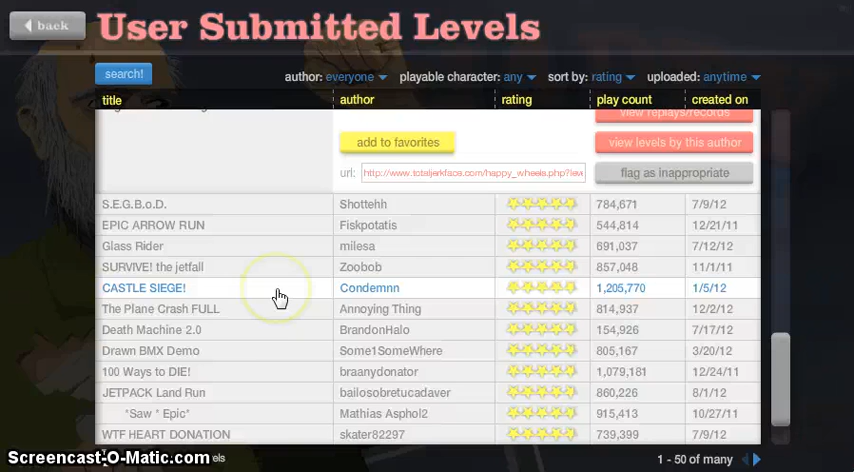 back
User Submitted Levels
search!
author: everyone playable character: any sort by: rating uploaded: anytime
title author rating play count created on
view replays/records
add to favorites view levels by this author
url: http://www.totaljerkface.com/happy_wheels.php?leve flag as inappropriate
S.E.G.B.o.D. Shottehh 784,671 7/9/12
EPIC ARROW RUN Fiskpotatis 544,814 12/21/11
Glass Rider milesa 691,037 7/12/12
SURVIVE! the jetfall Zoobob 857,048 11/1/11
CASTLE SIEGE! Condemnn 1,205,770 1/5/12
The Plane Crash FULL Annoying Thing 814,937 12/2/12
Death Machine 2.0 BrandonHalo 154,926 7/17/12
Drawn BMX Demo Some1SomeWhere 805,167 3/20/12
100 Ways to DIE! braanydonator 1,079,181 12/24/11
JETPACK Land Run bailosobretucadaver 860,226 8/1/12
*Saw * Epic* Mathias Asphol2 915,413 10/27/11
WTF HEART DONATION skater82297 739,399 7/9/12
Screencast-O-Matic.com 1 - 50 of many